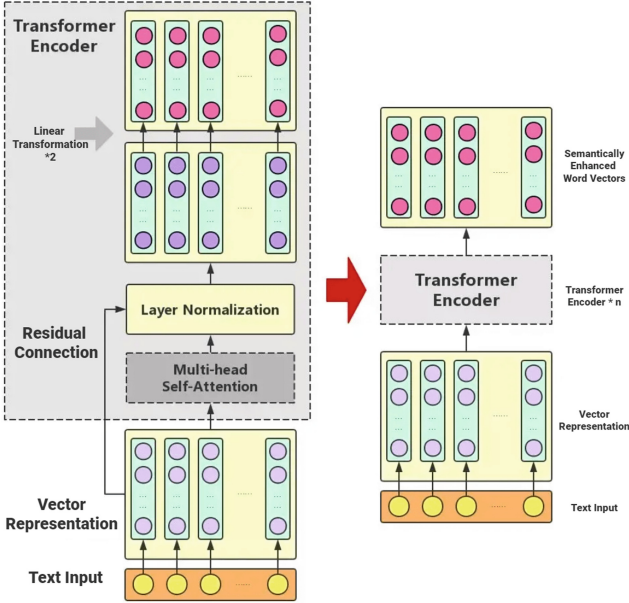 Transformer
Encoder
Linear
Transformation
*2
Layer Normalization
Residual
Connection
Multi-head
Self-Attention
Vector
Representation
Text Input
Semantically
Enhanced
Word Vectors
Transformer
Encoder
Transformer
Encoder * n
Vector
Representation
Text Input